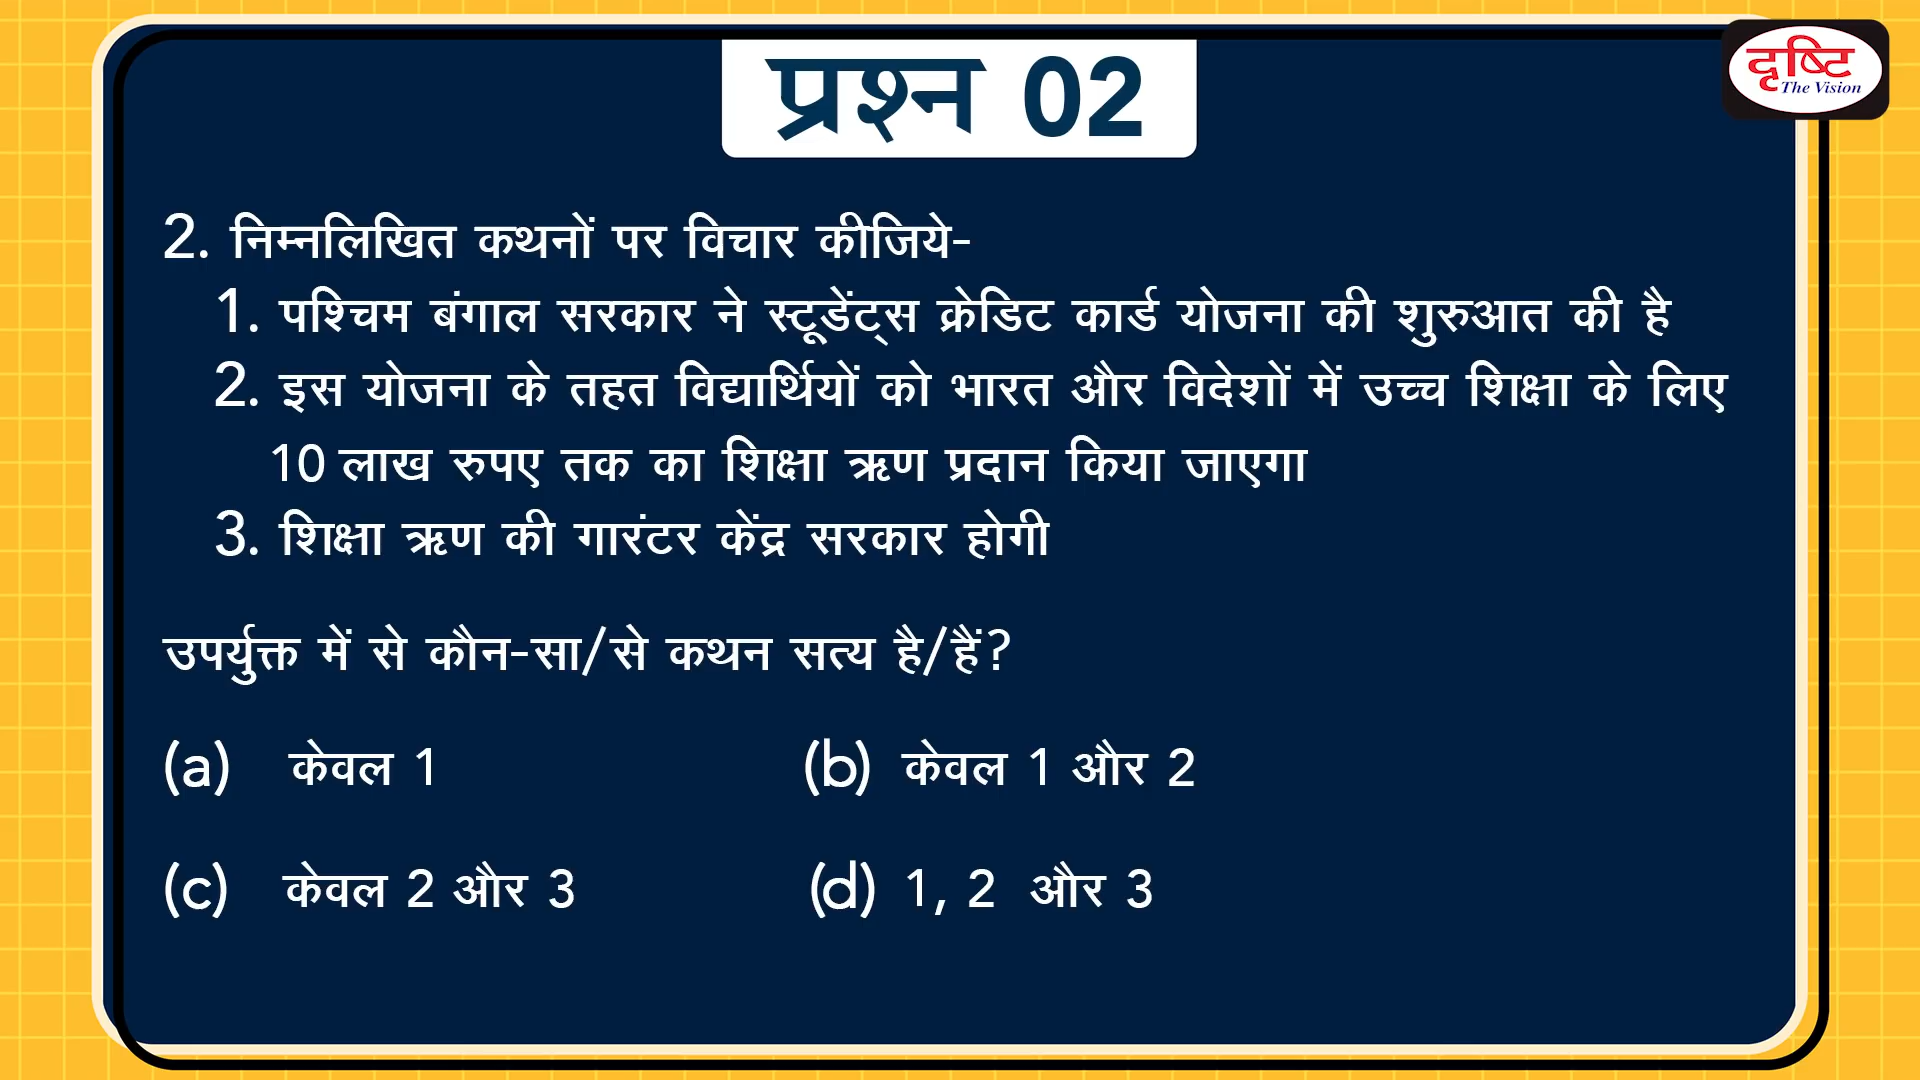 प्रश्न 02
दृष्टि
The Vision
2. निम्नलिखित कथनों पर विचार कीजिये-
1. पश्चिम बंगाल सरकार ने स्टूडेंट्स क्रेडिट कार्ड योजना की शुरुआत की है
2. इस योजना के तहत विद्यार्थियों को भारत और विदेशों में उच्च शिक्षा के लिए
10 लाख रुपए तक का शिक्षा ऋण प्रदान किया जाएगा
3. शिक्षा ऋण की गारंटर केंद्र सरकार होगी
उपर्युक्त में से कौन-सा/से कथन सत्य है/हैं?
(a) केवल 1 (b) केवल 1 और 2
(c) केवल 2 और 3 (d) 1, 2 और 3